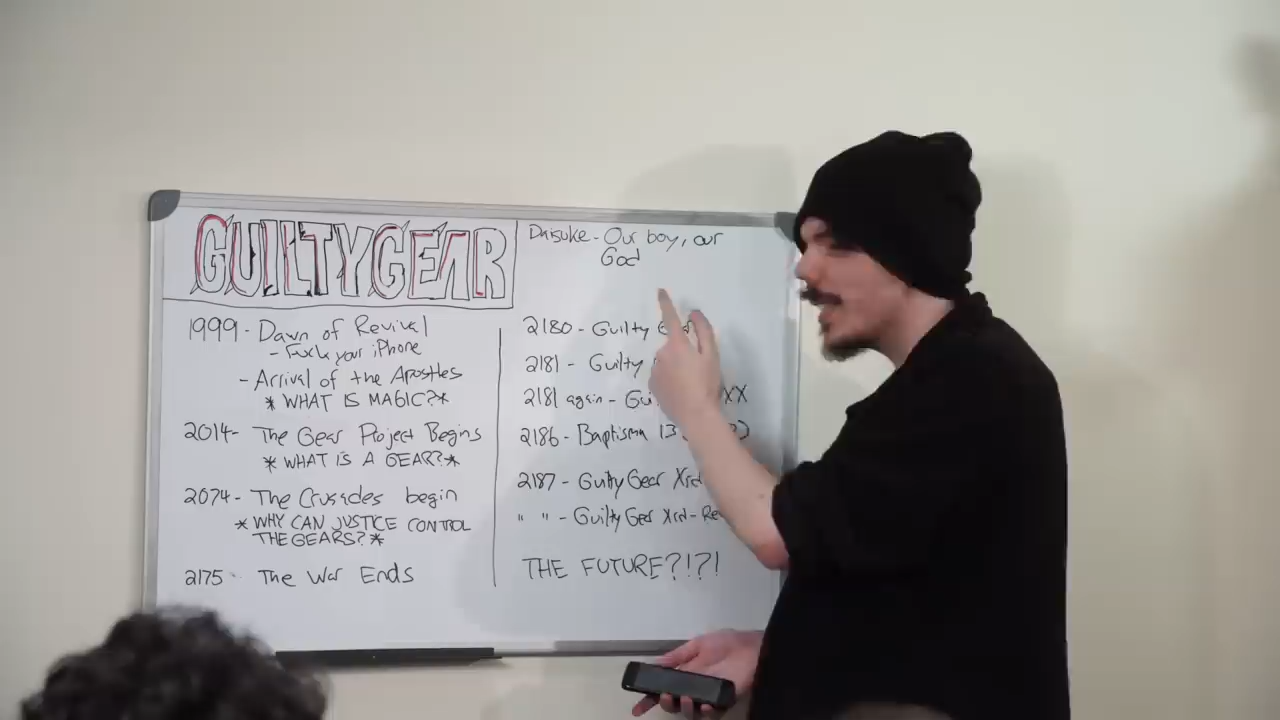 GUILTYGEAR
1999 - Dawn of Revival
- Fuck your iPhone
- Arrival of the Apostles
* WHAT IS MAGIC?*
2014 - The Gear Project Begins
* WHAT IS A GEAR?*
2074 - The Crusades begin
* WHY CAN JUSTICE CONTROL
THE GEARS?*
2175 - The War Ends
Daisuke - Our boy, our
God
2180 - Guilty
2181 - Guilty
2181 again - XX
2186 - Baptisma 13
2187 - Guilty Gear Xrd
" " - Guilty Gear Xrd - Re
THE FUTURE?!?!